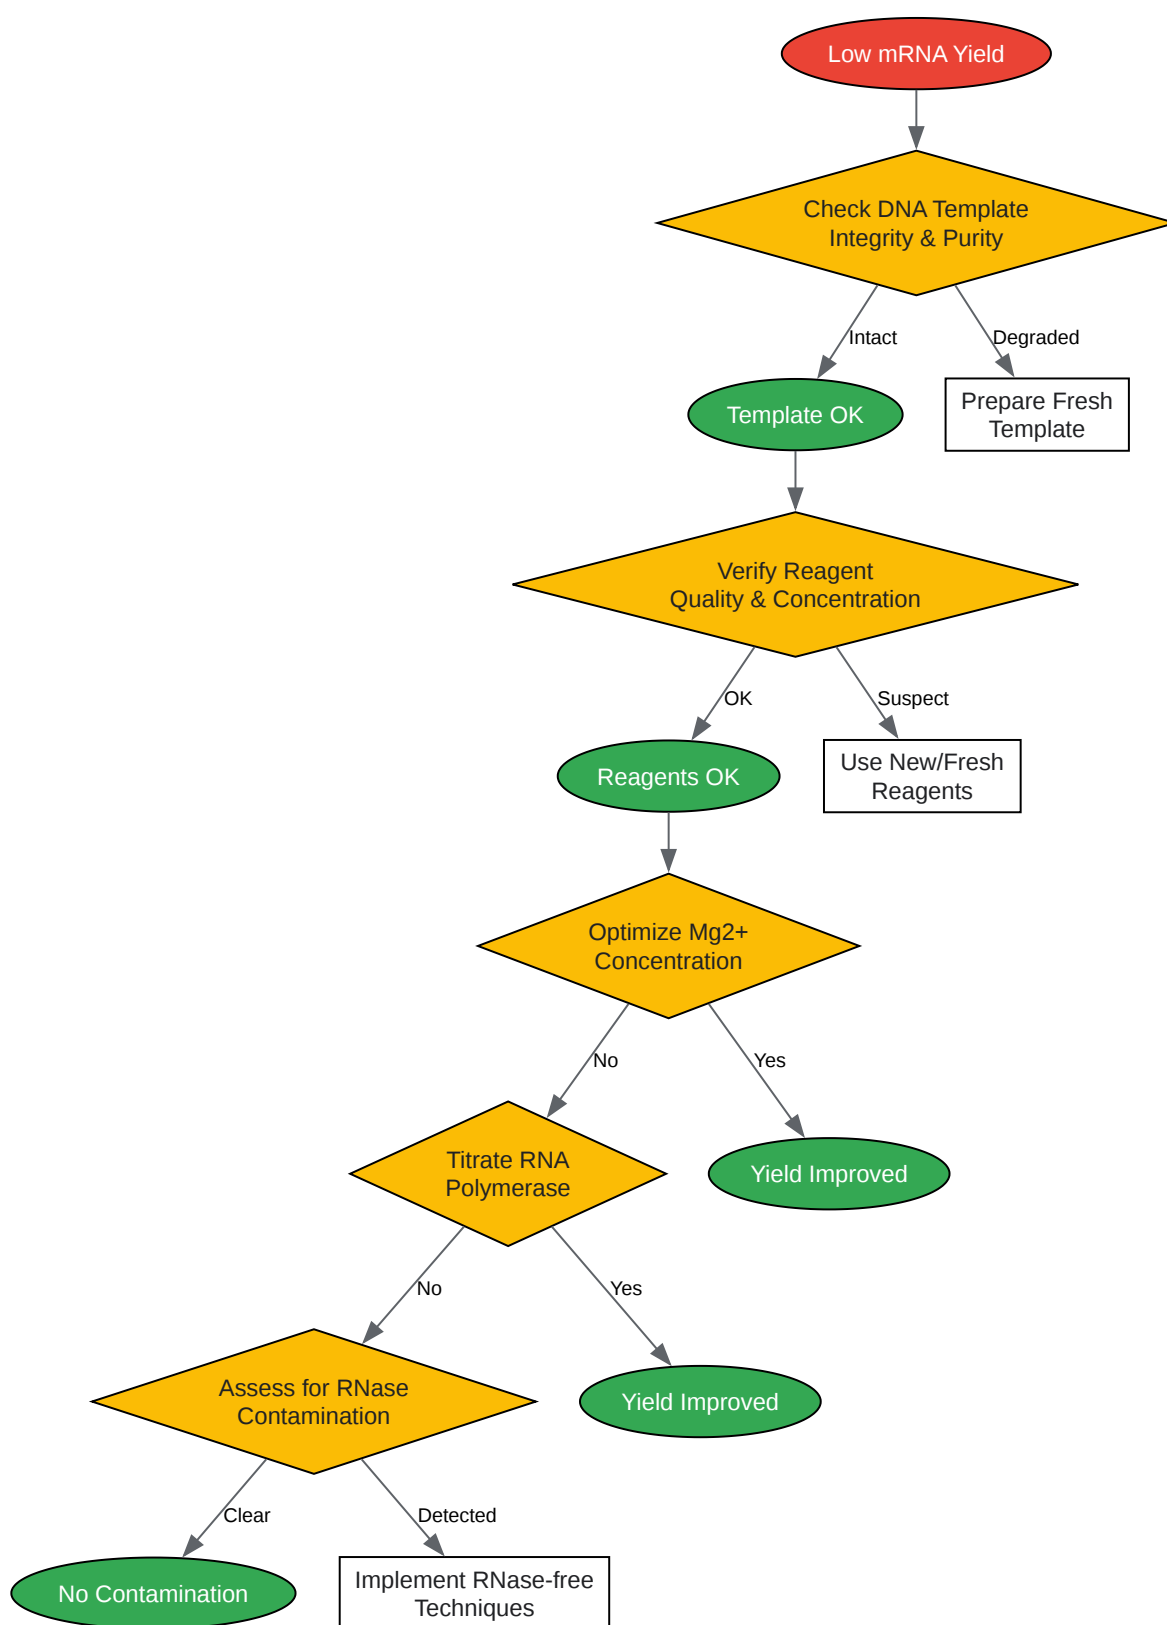 Low mRNA Yield
Check DNA Template
Integrity & Purity
Intact
Degraded
Template OK
Prepare Fresh
Template
Verify Reagent
Quality & Concentration
OK
Suspect
Reagents OK
Use New/Fresh
Reagents
Optimize Mg2+
Concentration
No
Yes
Titrate RNA
Polymerase
Yield Improved
No
Yes
Assess for RNase
Contamination
Yield Improved
Clear
Detected
No Contamination
Implement RNase-free
Techniques